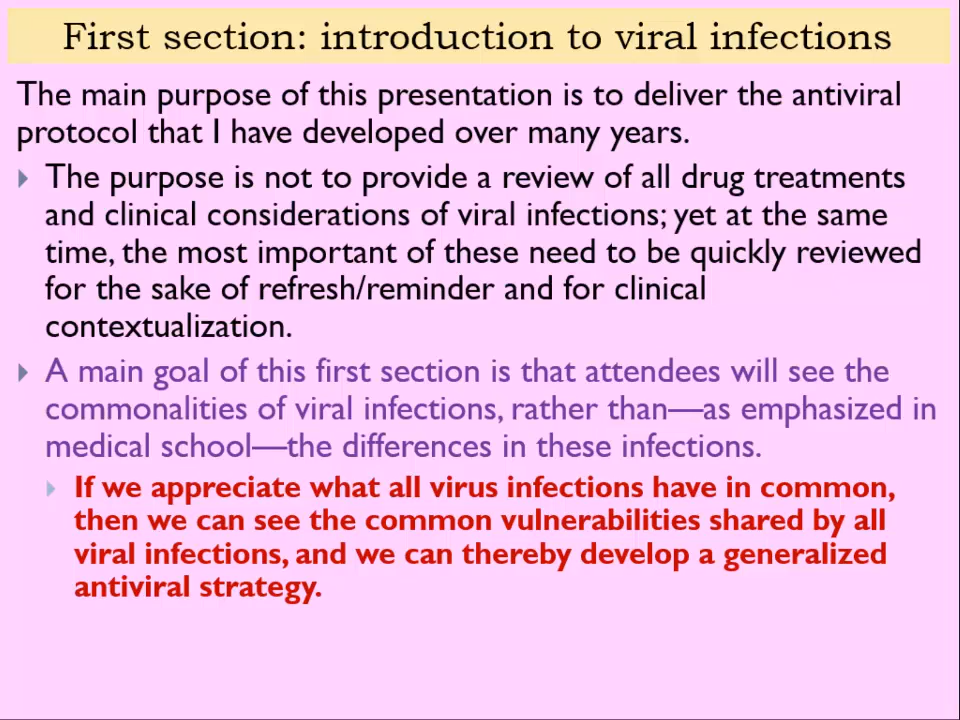 First section: introduction to viral infections
The main purpose of this presentation is to deliver the antiviral
protocol that I have developed over many years.
The purpose is not to provide a review of all drug treatments
and clinical considerations of viral infections; yet at the same
time, the most important of these need to be quickly reviewed
for the sake of refresh/reminder and for clinical
contextualization.
A main goal of this first section is that attendees will see the
commonalities of viral infections, rather than—as emphasized in
medical school—the differences in these infections.
If we appreciate what all virus infections have in common,
then we can see the common vulnerabilities shared by all
viral infections, and we can thereby develop a generalized
antiviral strategy.